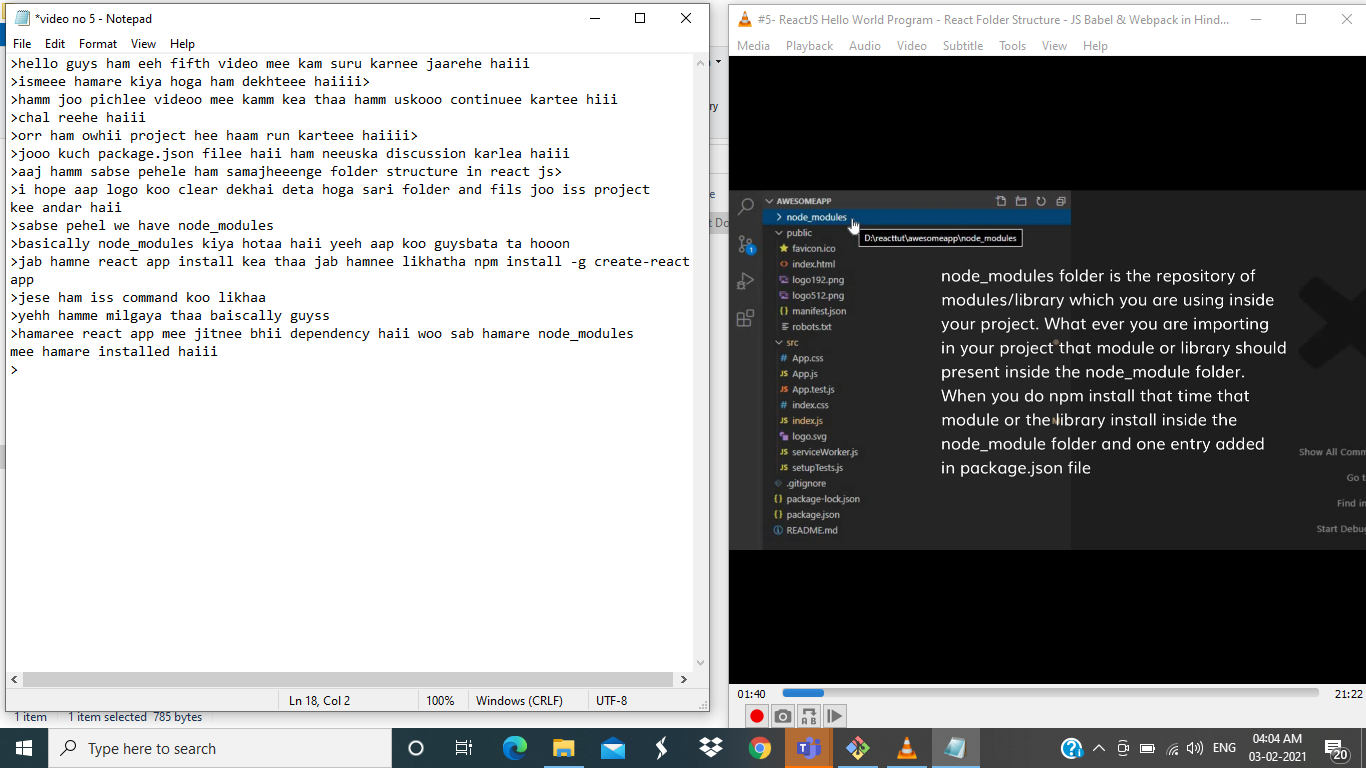 *video no 5 - Notepad
File Edit Format View Help
>hello guys ham eeh fifth video mee kam suru karnee jaarehe haiii
>ismeee hamare kiya hoga ham dekhteee haiiii>
>hamm joo pichlee videoo mee kamm kea thaa hamm uskooo continuee kartee hiii
>chal reehe haiii
>orr ham owhii project hee haam run karteee haiiii>
>jooo kuch package.json filee haii ham neeuska discussion karlea haiii
>aaj hamm sabse pehele ham samajheeenge folder structure in react js>
>i hope aap logo koo clear dekhai deta hoga sari folder and fils joo iss project
kee andar haii
>sabse pehel we have node_modules
>basically node_modules kiya hotaa haii yeeh aap koo guysbata ta hooon
>jab hamne react app install kea thaa jab hamnee likhatha npm install -g create-react
app
>jese ham iss command koo likhaa
>yehh hamme milgaya thaa baiscally guyss
>hamaree react app mee jitnee bhii dependency haii woo sab hamare node_modules
mee hamare installed haiii
>
Ln 18, Col 2 100% Windows (CRLF) UTF-8
1 item 1 item selected 785 bytes
#5- ReactJS Hello World Program - React Folder Structure - JS Babel & Webpack in Hind...
Media Playback Audio Video Subtitle Tools View Help
AWESOMEAPP
node_modules
D:\reacttut\awesomeapp\node_modules
public
favicon.ico
index.html
logo192.png
logo512.png
manifest.json
robots.txt
src
App.css
App.js
App.test.js
index.css
index.js
logo.svg
serviceWorker.js
setupTests.js
.gitignore
package-lock.json
package.json
README.md
node_modules folder is the repository of
modules/library which you are using inside
your project. What ever you are importing
in your project that module or library should
present inside the node_module folder.
When you do npm install that time that
module or the library install inside the
node_module folder and one entry added
in package.json file
Show All Comm
Go t
Find in
Start Debug
01:40 21:22
Type here to search
ENG
04:04 AM
03-02-2021
20